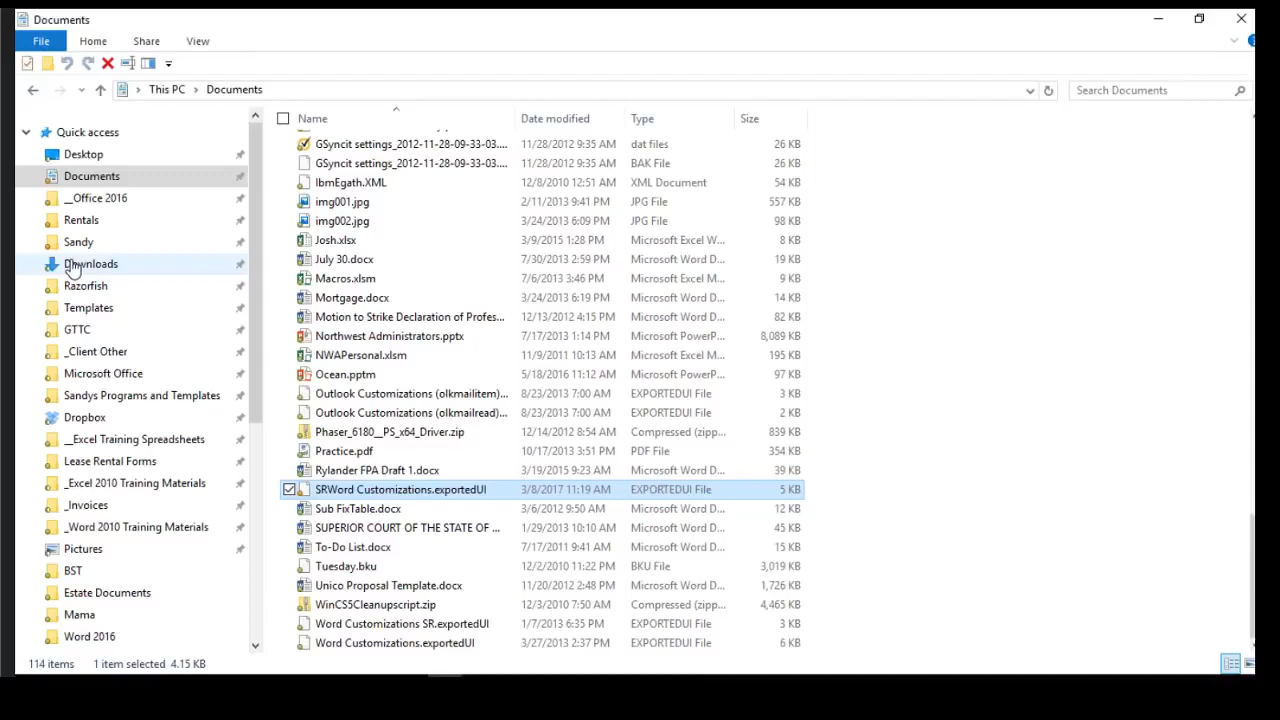 Documents
File Home Share View
This PC Documents Search Documents
Name Date modified Type Size
Quick access
Desktop
Documents
__Office 2016
Rentals
Sandy
Downloads
Razorfish
Templates
GTTC
_Client Other
Microsoft Office
Sandys Programs and Templates
Dropbox
__Excel Training Spreadsheets
Lease Rental Forms
_Excel 2010 Training Materials
_Invoices
_Word 2010 Training Materials
Pictures
BST
Estate Documents
Mama
Word 2016
GSyncit settings_2012-11-28-09-33-03.... 11/28/2012 9:35 AM dat files 26 KB
GSyncit settings_2012-11-28-09-33-03.... 11/28/2012 9:35 AM BAK File 26 KB
IbmEgath.XML 12/8/2010 12:51 AM XML Document 54 KB
img001.jpg 2/11/2013 9:41 PM JPG File 557 KB
img002.jpg 3/24/2013 6:09 PM JPG File 98 KB
Josh.xlsx 3/9/2015 1:28 PM Microsoft Excel W... 8 KB
July 30.docx 7/30/2013 2:59 PM Microsoft Word D... 19 KB
Macros.xlsm 7/6/2013 3:46 PM Microsoft Excel M... 8 KB
Mortgage.docx 3/24/2013 6:19 PM Microsoft Word D... 14 KB
Motion to Strike Declaration of Profes... 12/13/2012 4:15 PM Microsoft Word D... 82 KB
Northwest Administrators.pptx 7/17/2013 1:14 PM Microsoft PowerP... 8,089 KB
NWAPersonal.xlsm 11/9/2011 10:13 AM Microsoft Excel M... 195 KB
Ocean.pptm 5/18/2016 11:12 AM Microsoft PowerP... 97 KB
Outlook Customizations (olkmailitem)... 8/23/2013 7:00 AM EXPORTEDUI File 3 KB
Outlook Customizations (olkmailread)... 8/23/2013 7:00 AM EXPORTEDUI File 2 KB
Phaser_6180__PS_x64_Driver.zip 12/14/2012 8:54 AM Compressed (zipp... 839 KB
Practice.pdf 10/17/2013 3:51 PM PDF File 354 KB
Rylander FPA Draft 1.docx 3/19/2015 9:23 AM Microsoft Word D... 39 KB
SRWord Customizations.exportedUI 3/8/2017 11:19 AM EXPORTEDUI File 5 KB
Sub FixTable.docx 3/6/2012 9:50 AM Microsoft Word D... 12 KB
SUPERIOR COURT OF THE STATE OF ... 1/29/2013 10:10 AM Microsoft Word D... 45 KB
To-Do List.docx 7/17/2011 9:41 AM Microsoft Word D... 15 KB
Tuesday.bku 12/2/2010 11:22 PM BKU File 3,019 KB
Unico Proposal Template.docx 11/20/2012 2:48 PM Microsoft Word D... 1,726 KB
WinCS5Cleanupscript.zip 12/3/2010 7:50 AM Compressed (zipp... 4,465 KB
Word Customizations SR.exportedUI 1/7/2013 6:35 PM EXPORTEDUI File 3 KB
Word Customizations.exportedUI 3/27/2013 2:37 PM EXPORTEDUI File 6 KB
114 items 1 item selected 4.15 KB